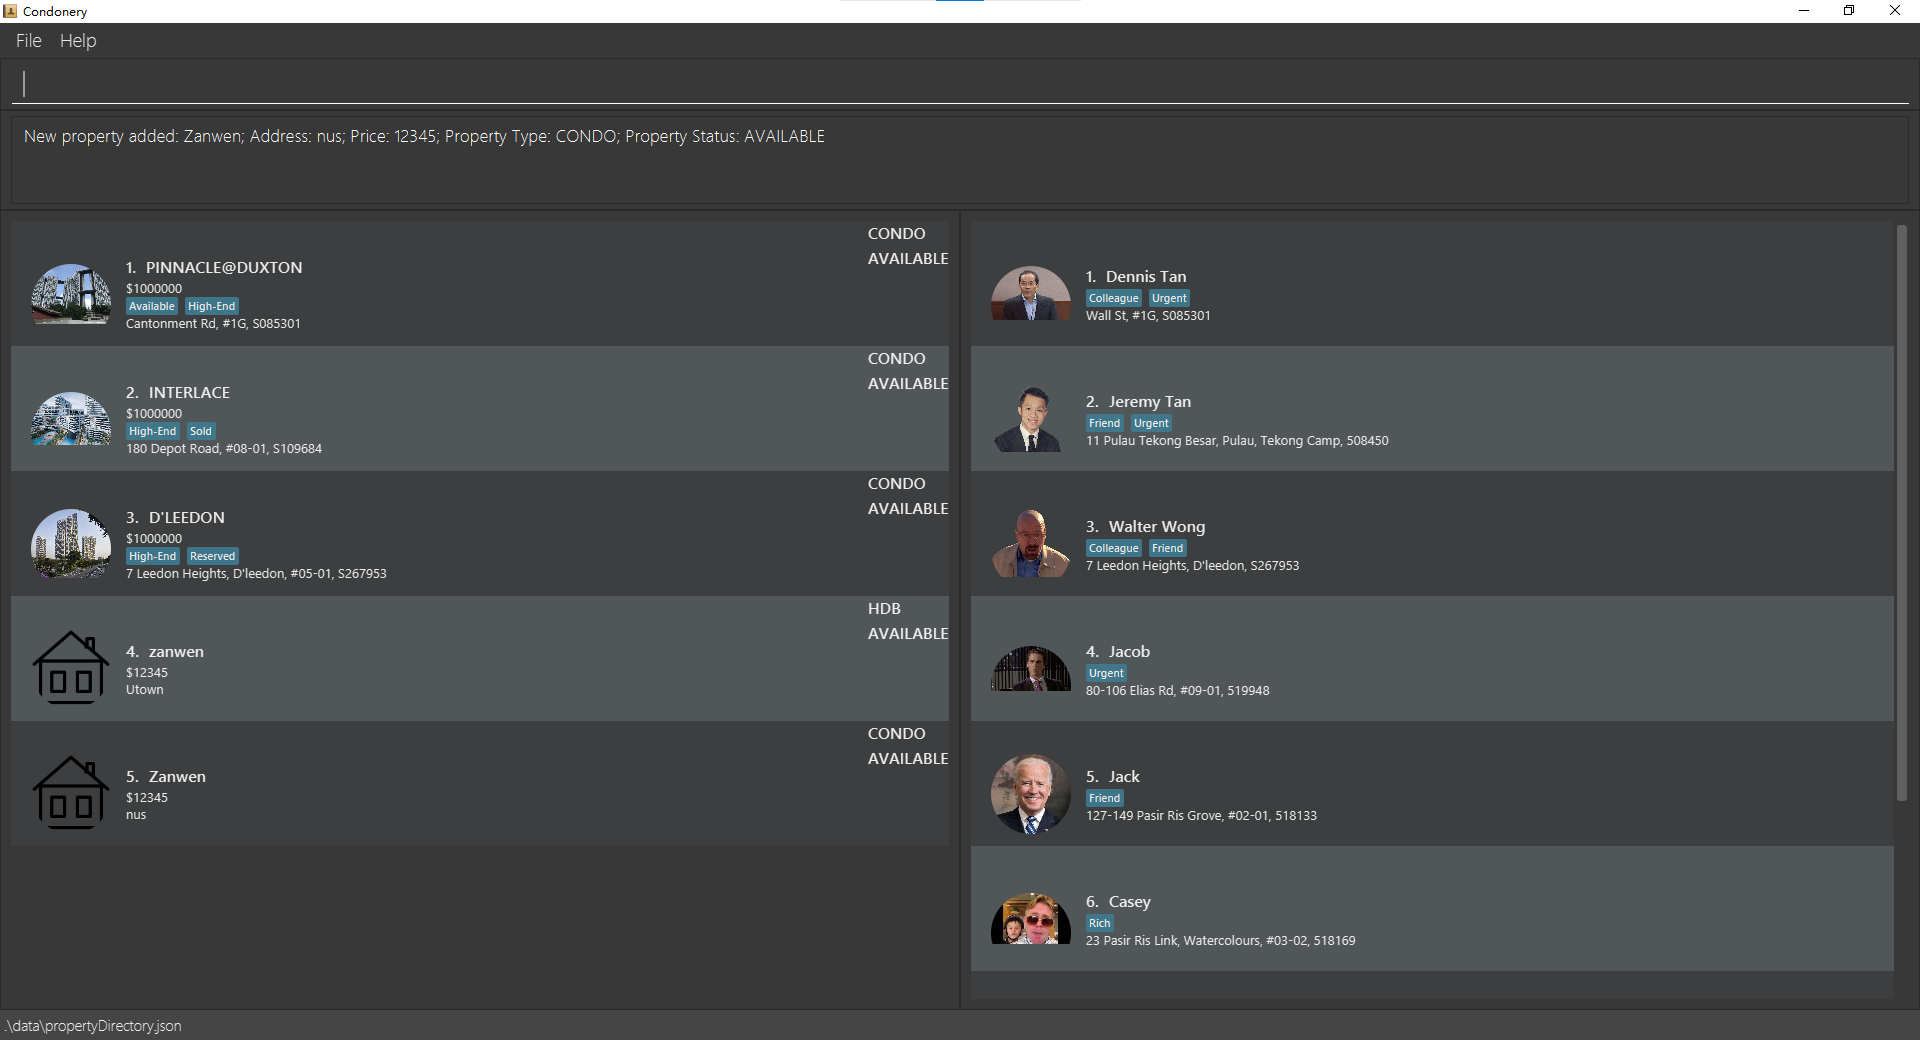 Condonery
File Help
New property added: Zanwen; Address: nus; Price: 12345; Property Type: CONDO; Property Status: AVAILABLE
CONDO
AVAILABLE
1. PINNACLE@DUXTON
$1000000
Available High-End
Cantonment Rd, #1G, S085301
CONDO
AVAILABLE
2. INTERLACE
$1000000
High-End Sold
180 Depot Road, #08-01, S109684
CONDO
AVAILABLE
3. D'LEEDON
$1000000
High-End Reserved
7 Leedon Heights, D'leedon, #05-01, S267953
HDB
AVAILABLE
4. zanwen
$12345
Utown
CONDO
AVAILABLE
5. Zanwen
$12345
nus
1. Dennis Tan
Colleague Urgent
Wall St, #1G, S085301
2. Jeremy Tan
Friend Urgent
11 Pulau Tekong Besar, Pulau, Tekong Camp, 508450
3. Walter Wong
Colleague Friend
7 Leedon Heights, D'leedon, S267953
4. Jacob
Urgent
80-106 Elias Rd, #09-01, 519948
5. Jack
Friend
127-149 Pasir Ris Grove, #02-01, 518133
6. Casey
Rich
23 Pasir Ris Link, Watercolours, #03-02, 518169
.\data\propertyDirectory.json